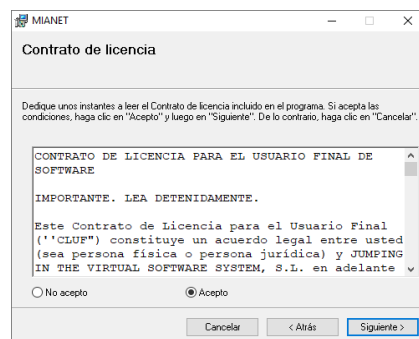 MIANET
Contrato de licencia
Dedique unos instantes a leer el Contrato de licencia incluido en el programa. Si acepta las
condiciones, haga clic en "Acepto" y luego en "Siguiente". De lo contrario, haga clic en "Cancelar".
CONTRATO DE LICENCIA PARA EL USUARIO FINAL DE
SOFTWARE
IMPORTANTE. LEA DETENIDAMENTE.
Este Contrato de Licencia para el Usuario Final
(''CLUF") constituye un acuerdo legal entre usted
(sea persona física o persona jurídica) y JUMPING
IN THE VIRTUAL SOFTWARE SYSTEM, S.L. en adelante
No acepto Acepto
Cancelar < Atrás Siguiente >